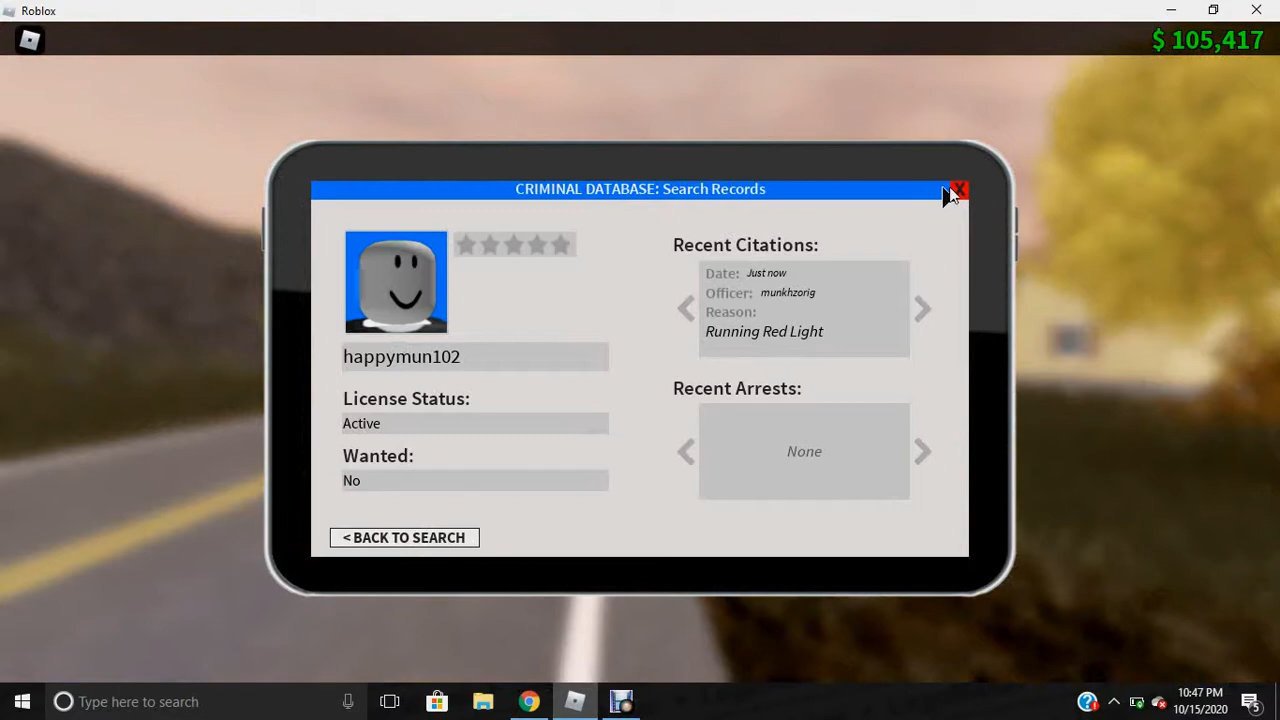 Roblox
$ 105,417
CRIMINAL DATABASE: Search Records
X
happymun102
License Status:
Active
Wanted:
No
< BACK TO SEARCH
Recent Citations:
Date: Just now
Officer: munkhzorig
Reason:
Running Red Light
Recent Arrests:
None
Type here to search
10:47 PM
10/15/2020
5